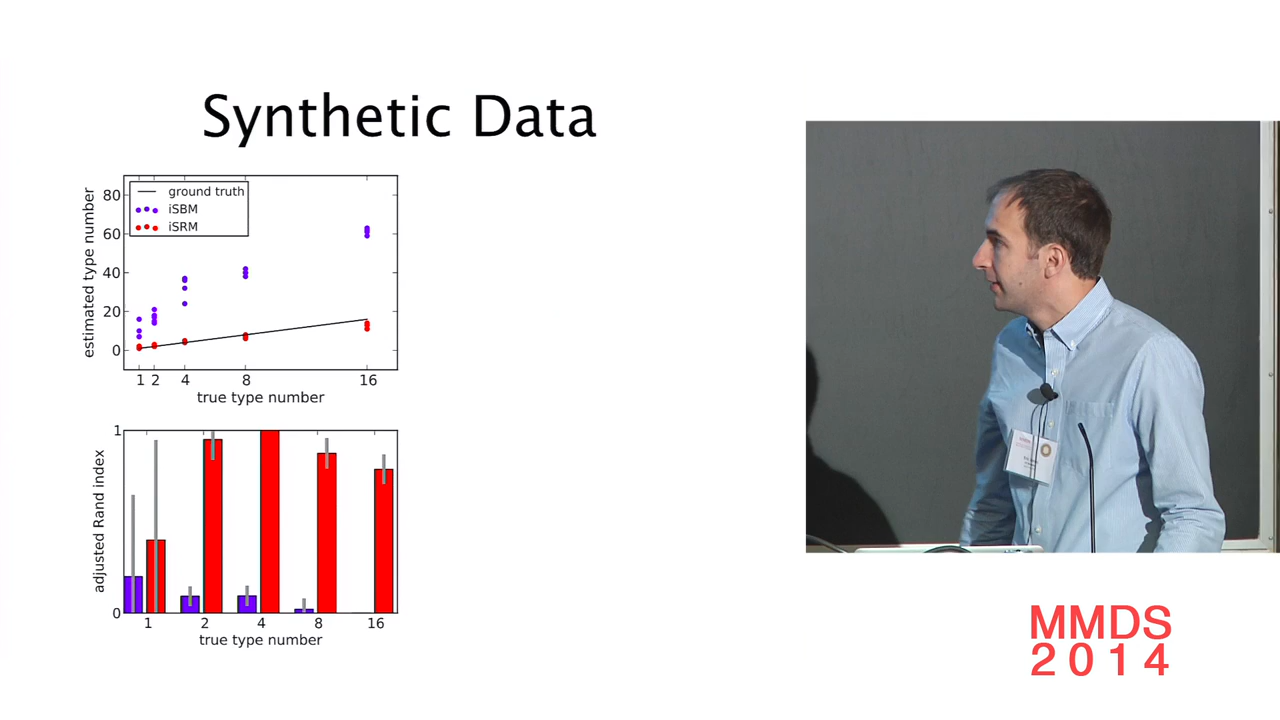 Synthetic Data
ground truth
iSBM
iSRM
estimated type number
80
60
40
20
0
1 2 4 8 16
true type number
adjusted Rand index
1
0
1 2 4 8 16
true type number
MMDS
2014